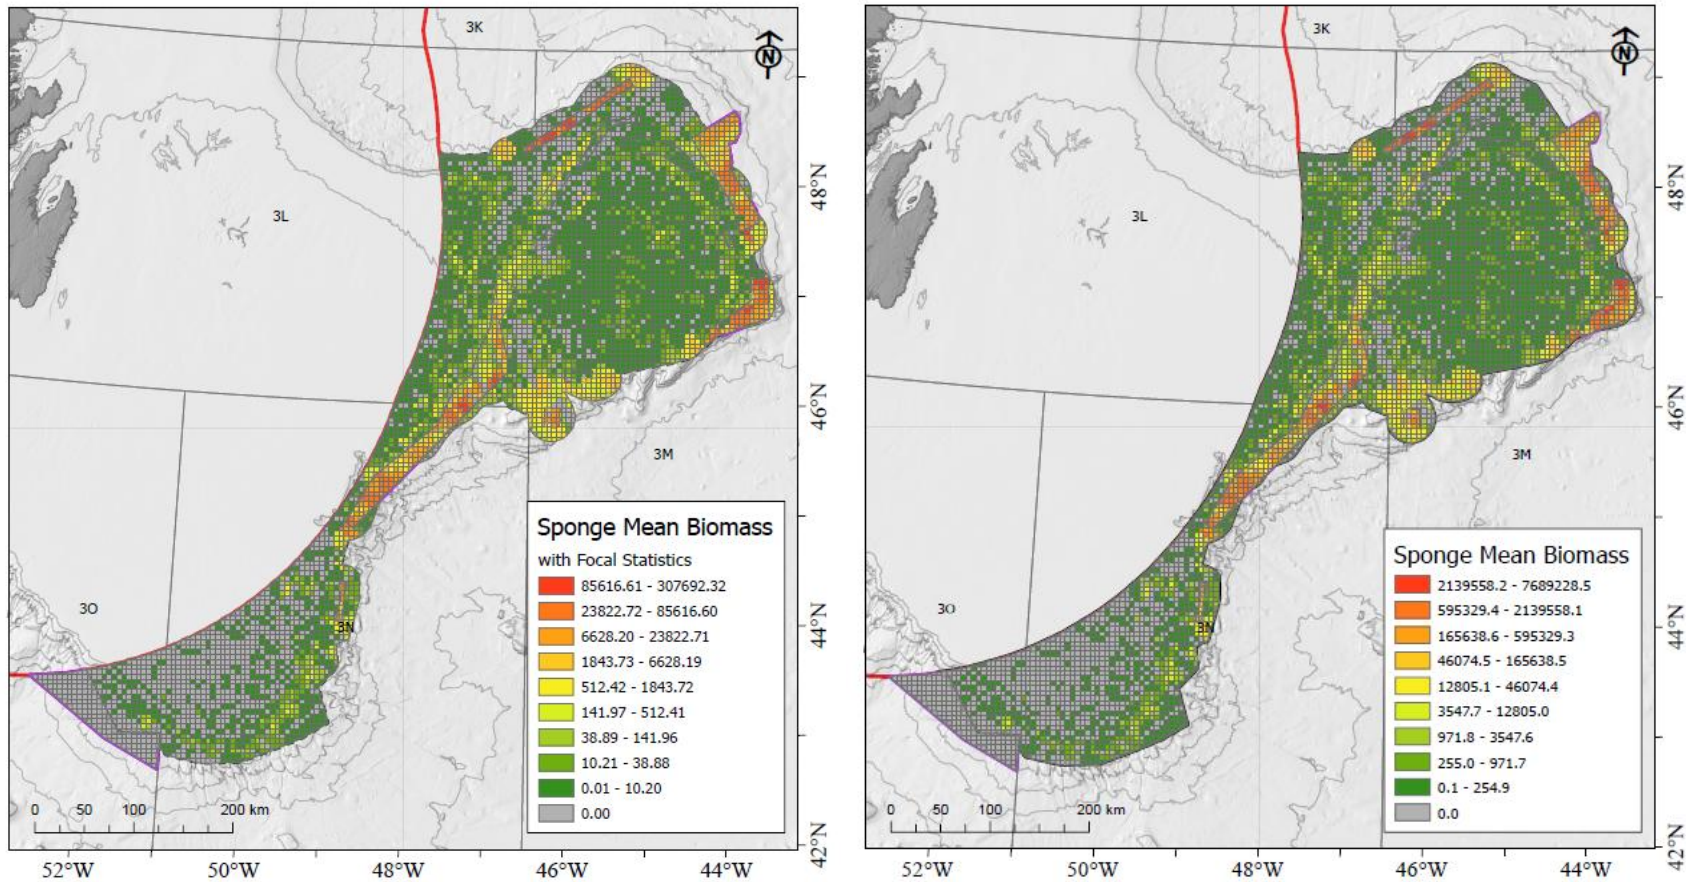 3K
N
3L
48°N
46°N
3M
3O
3N
44°N
42°N
Sponge Mean Biomass
with Focal Statistics
85616.61 - 307692.32
23822.72 - 85616.60
6628.20 - 23822.71
1843.73 - 6628.19
512.42 - 1843.72
141.97 - 512.41
38.89 - 141.96
10.21 - 38.88
0.01 - 10.20
0.00
0 50 100 200 km
52°W 50°W 48°W 46°W 44°W
3K
N
3L
48°N
46°N
3M
3O
3N
44°N
42°N
Sponge Mean Biomass
2139558.2 - 7689228.5
595329.4 - 2139558.1
165638.6 - 595329.3
46074.5 - 165638.5
12805.1 - 46074.4
3547.7 - 12805.0
971.8 - 3547.6
255.0 - 971.7
0.1 - 254.9
0.0
0 50 100 200 km
52°W 50°W 48°W 46°W 44°W